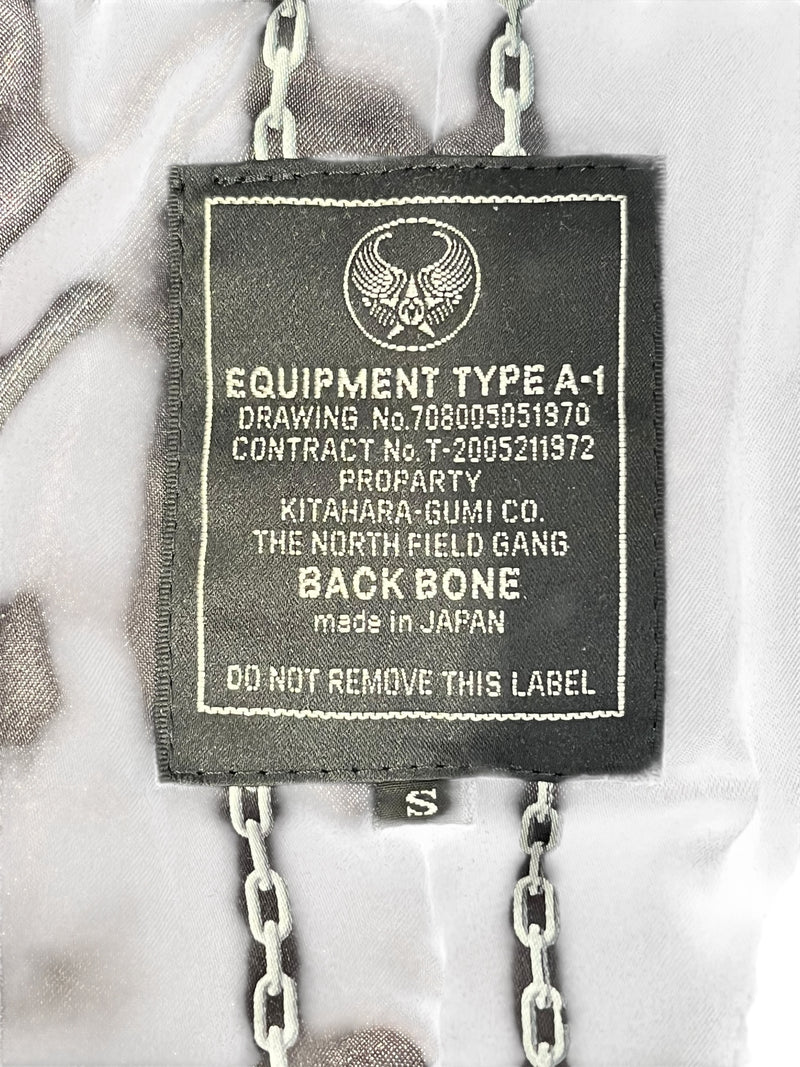 EQUIPMENT TYPE A-1
DRAWING No.708005051970
CONTRACT No. T-2005211972
PROPARTY
KITAHARA-GUMI CO.
THE NORTH FIELD GANG
BACK BONE
made in JAPAN
DO NOT REMOVE THIS LABEL
S